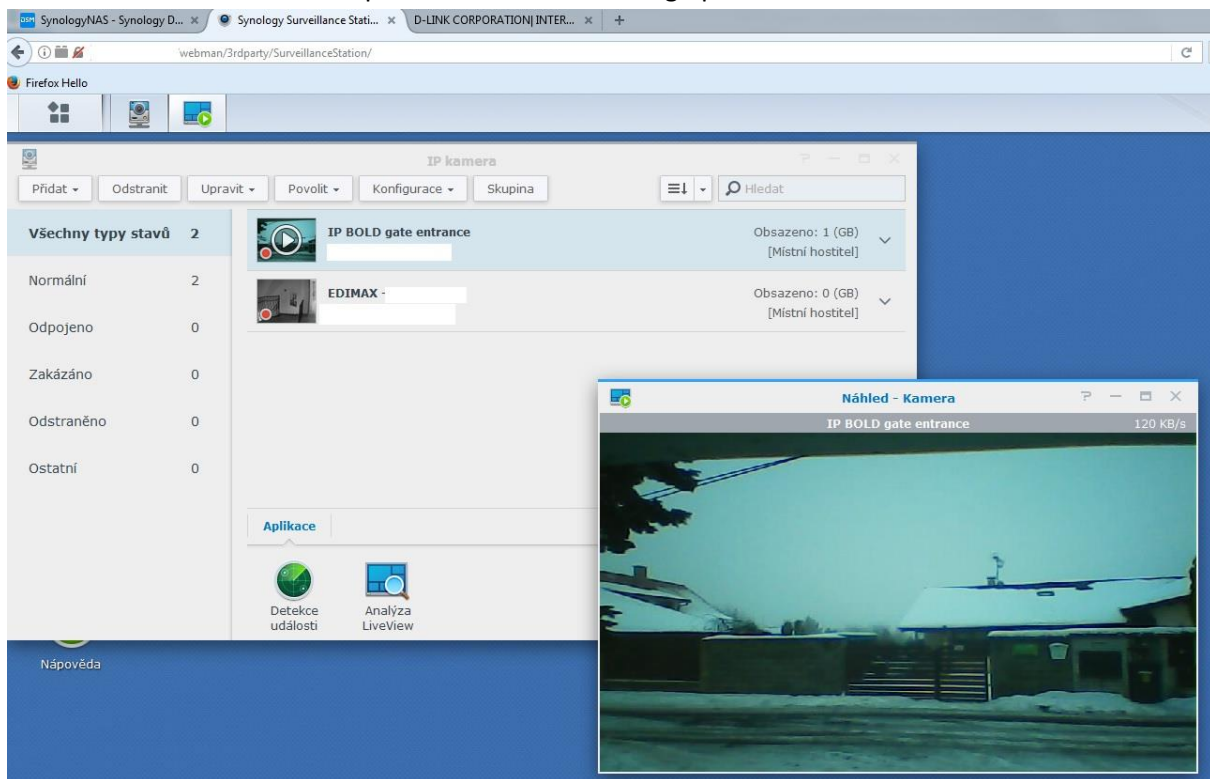 SynologyNAS - Synology D...
Synology Surveillance Stati...
D-LINK CORPORATION| INTER...
webman/3rdparty/SurveillanceStation/
Firefox Hello
IP kamera
Přidat
Odstranit
Upravit
Povolit
Konfigurace
Skupina
Hledat
Všechny typy stavů 2
Normální 2
Odpojeno 0
Zakázáno 0
Odstraněno 0
Ostatní 0
IP BOLD gate entrance
Obsazeno: 1 (GB)
[Místní hostitel]
EDIMAX -
Obsazeno: 0 (GB)
[Místní hostitel]
Aplikace
Detekce
událostí
Analýza
LiveView
Nápověda
Náhled - Kamera
IP BOLD gate entrance 120 KB/s